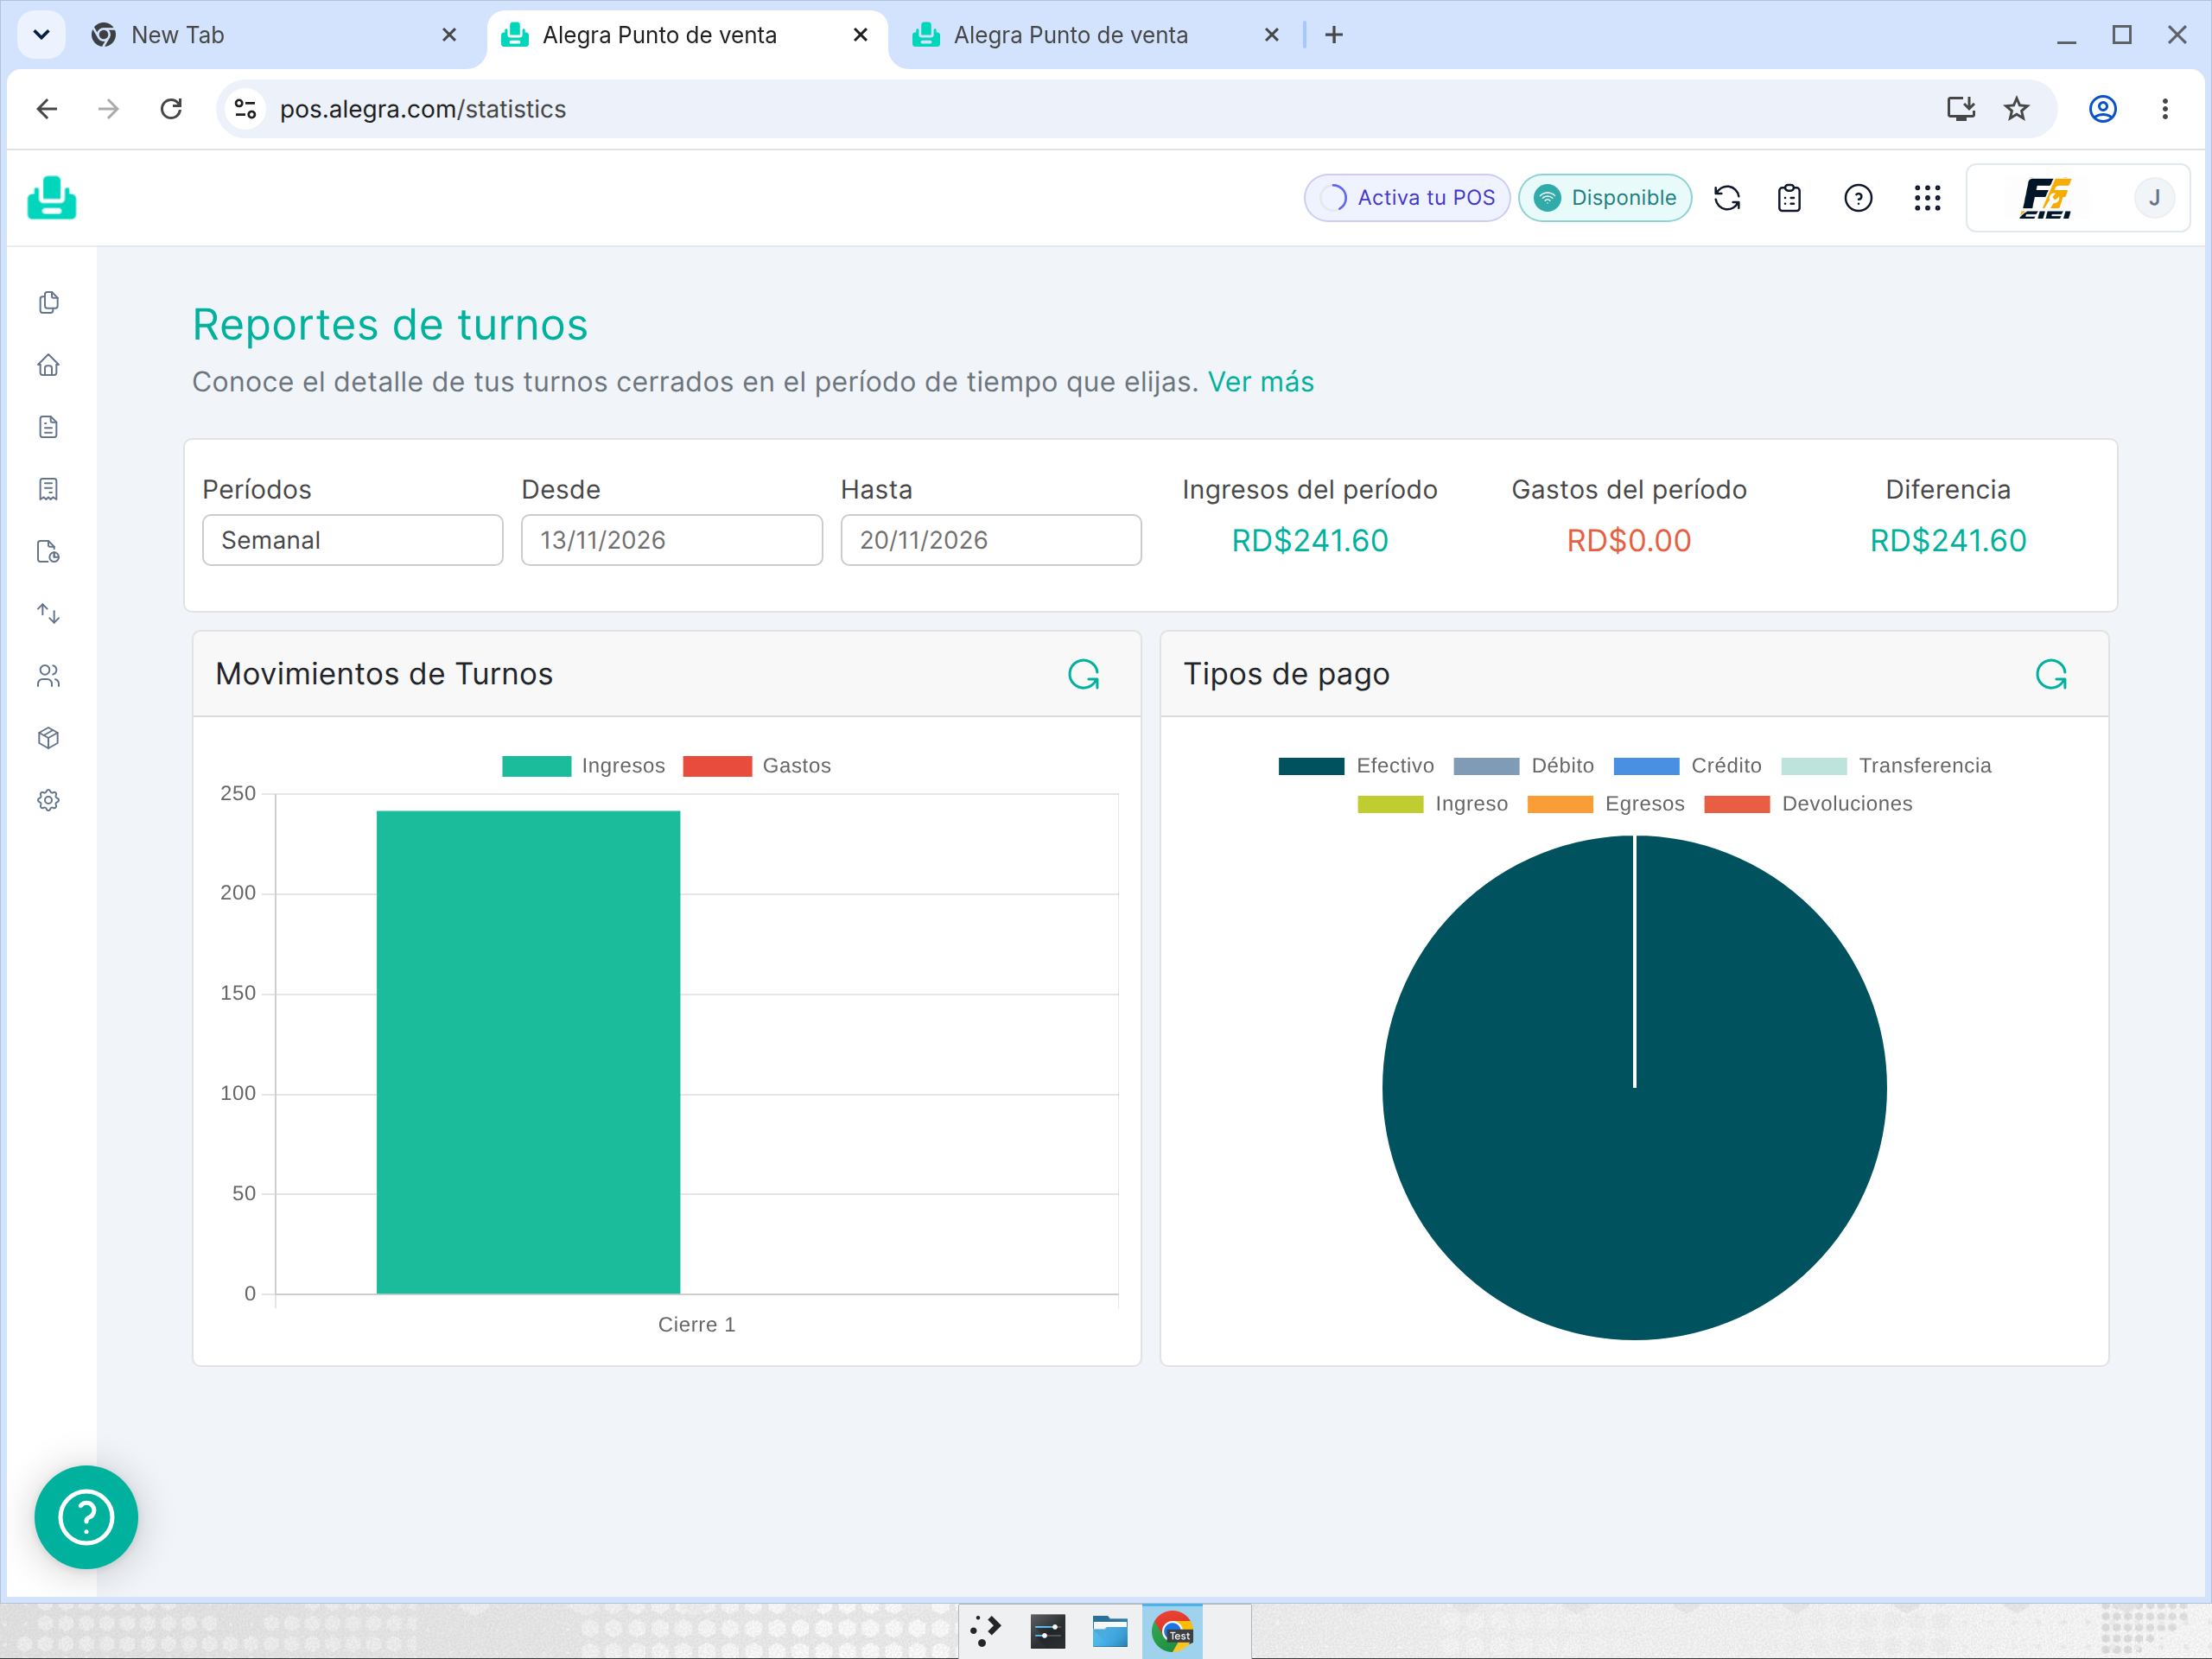 New Tab
Alegra Punto de venta
Alegra Punto de venta
pos.alegra.com/statistics
Activa tu POS
Disponible
J
Reportes de turnos
Conoce el detalle de tus turnos cerrados en el período de tiempo que elijas. Ver más
Períodos
Desde
Hasta
Ingresos del período
Gastos del período
Diferencia
Semanal
13/11/2026
20/11/2026
RD$241.60
RD$0.00
RD$241.60
Movimientos de Turnos
Ingresos
Gastos
250
200
150
100
50
0
Cierre 1
Tipos de pago
Efectivo
Débito
Crédito
Transferencia
Ingreso
Egresos
Devoluciones
Test